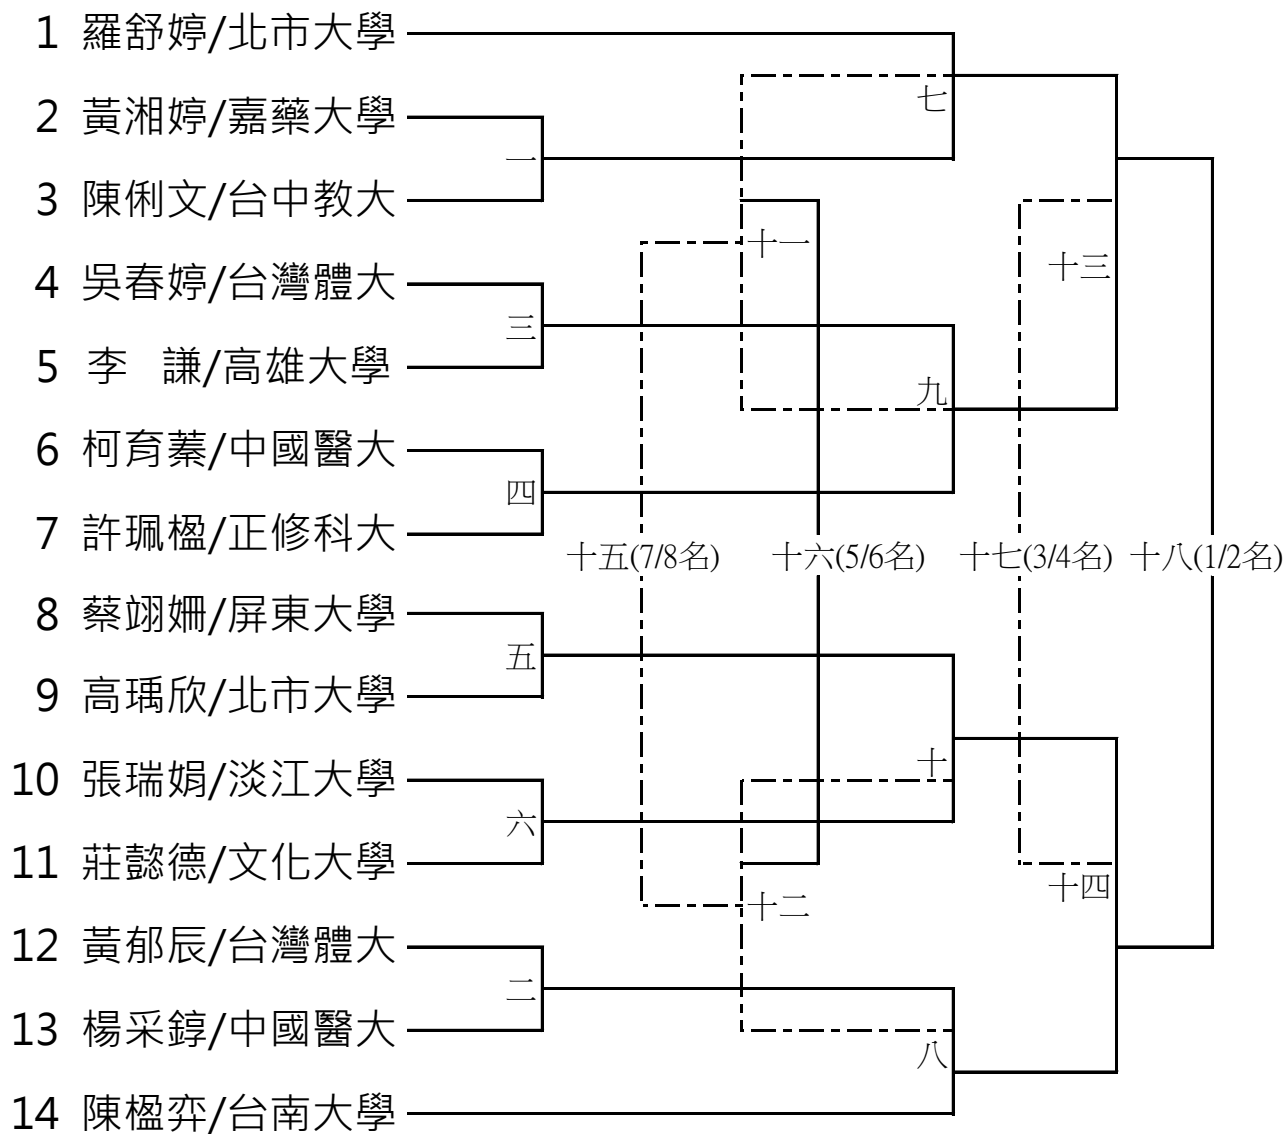 1 羅舒婷/北市大學
七
2 黃湘婷/嘉藥大學
一
3 陳俐文/台中教大
十一
十三
4 吳春婷/台灣體大
三
5 李 謙/高雄大學
九
6 柯育蓁/中國醫大
四
7 許珮楹/正修科大
十五(7/8名) 十六(5/6名) 十七(3/4名) 十八(1/2名)
8 蔡翊姍/屏東大學
五
9 高瑀欣/北市大學
十
10 張瑞娟/淡江大學
六
11 莊懿德/文化大學
十四
十二
12 黃郁辰/台灣體大
二
13 楊采錞/中國醫大
八
14 陳楹弈/台南大學